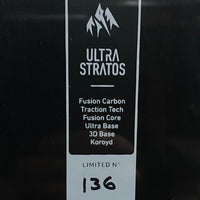 ULTRA
STRATOS
Fusion Carbon
Traction Tech
Fusion Core
Ultra Base
3D Base
Koroyd
LIMITED N°
136